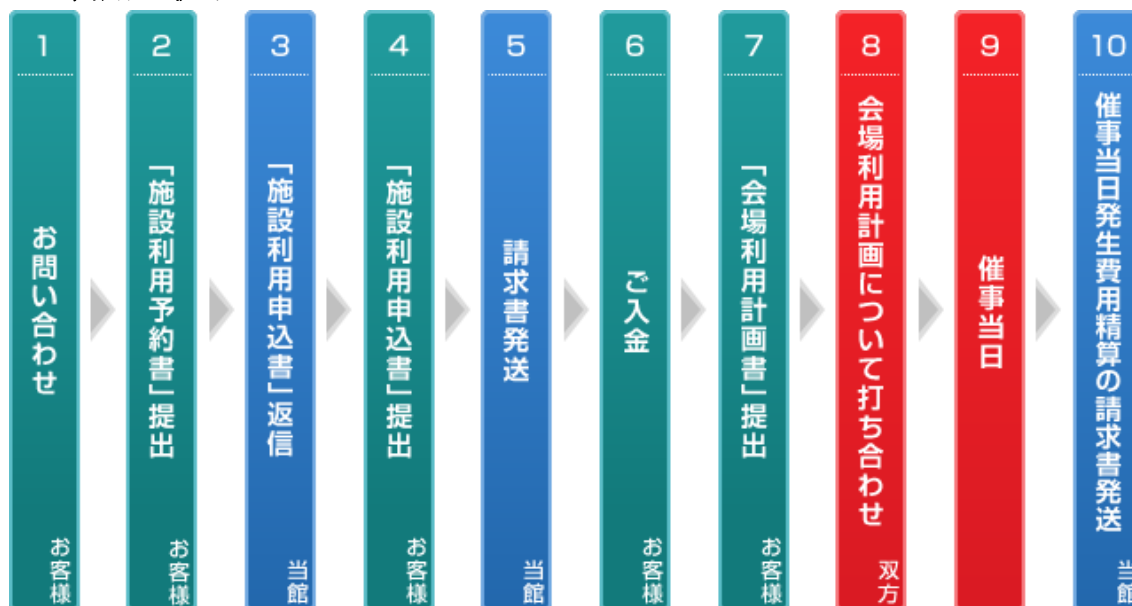 1
お問い合わせ
お客様
2
「施設利用予約書」提出
お客様
3
「施設利用申込書」返信
当館
4
「施設利用申込書」提出
お客様
5
請求書発送
当館
6
ご入金
お客様
7
「会場利用計画書」提出
お客様
8
会場利用計画について打ち合わせ
双方
9
催事当日
10
催事当日発生費用精算の請求書発送
当館